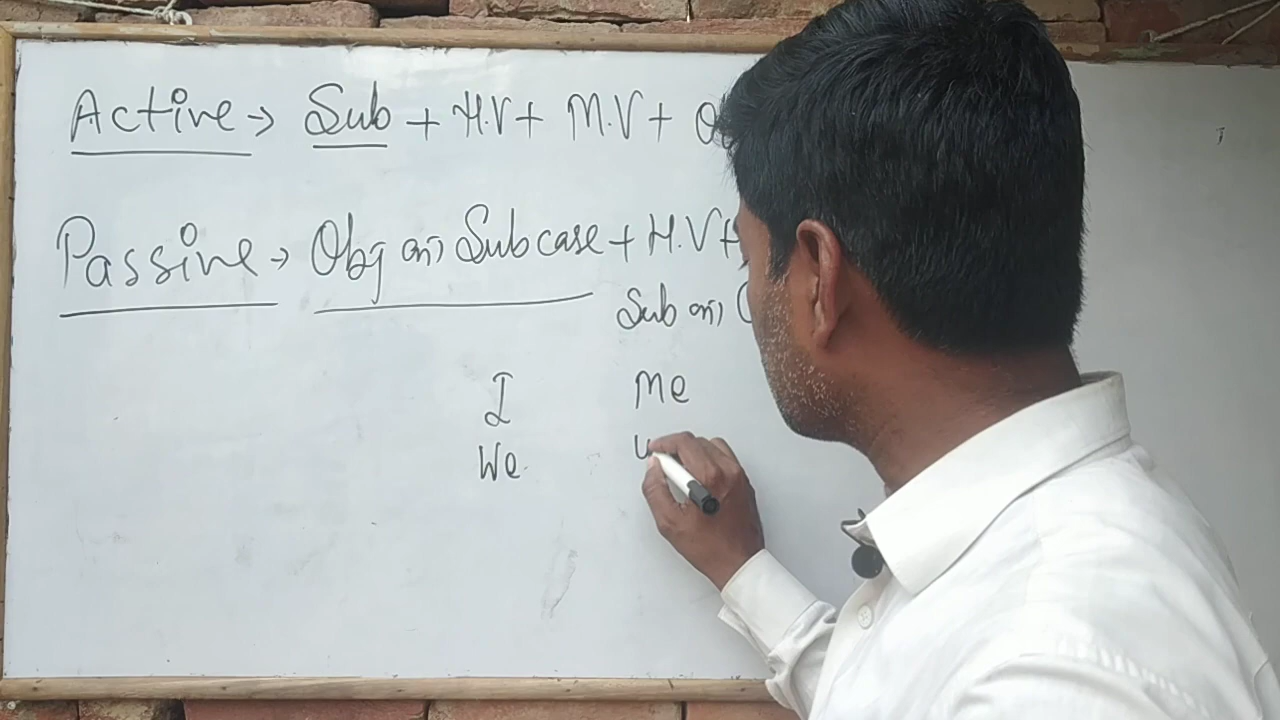 Active → Sub + H.V + M.V + O
Passive → Obj का Sub case + H.V +
Sub का
I Me
We U